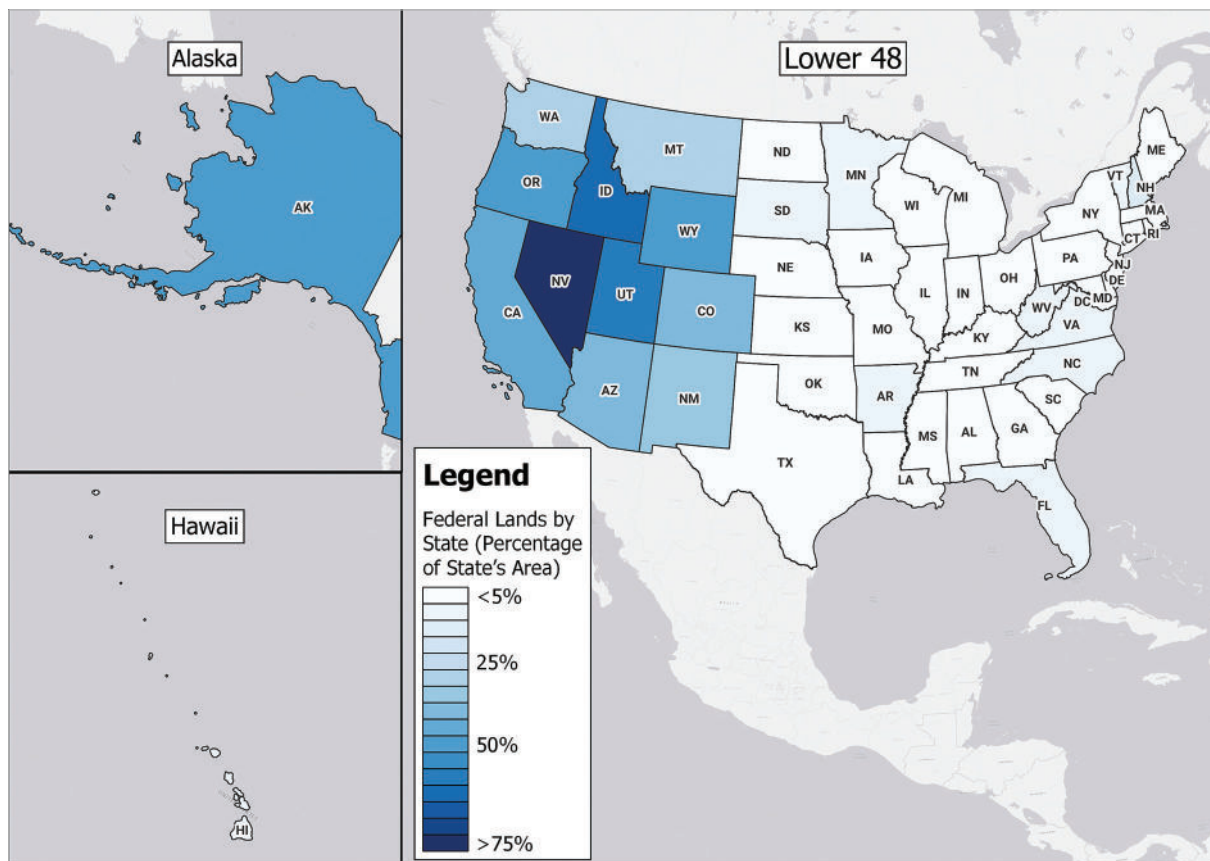 Alaska
AK
Hawaii
HI
Lower 48
WA
MT
ND
MN
ME
OR
ID
SD
WI
MI
VT
NH
NY
MA
WY
CT
RI
NV
NE
IA
PA
NJ
CA
UT
CO
IL
IN
OH
DE
DC
MD
WV
KS
MO
KY
VA
AZ
NM
OK
AR
TN
NC
SC
MS
AL
GA
TX
LA
FL
Legend
Federal Lands by
State (Percentage
of State's Area)
<5%
25%
50%
>75%